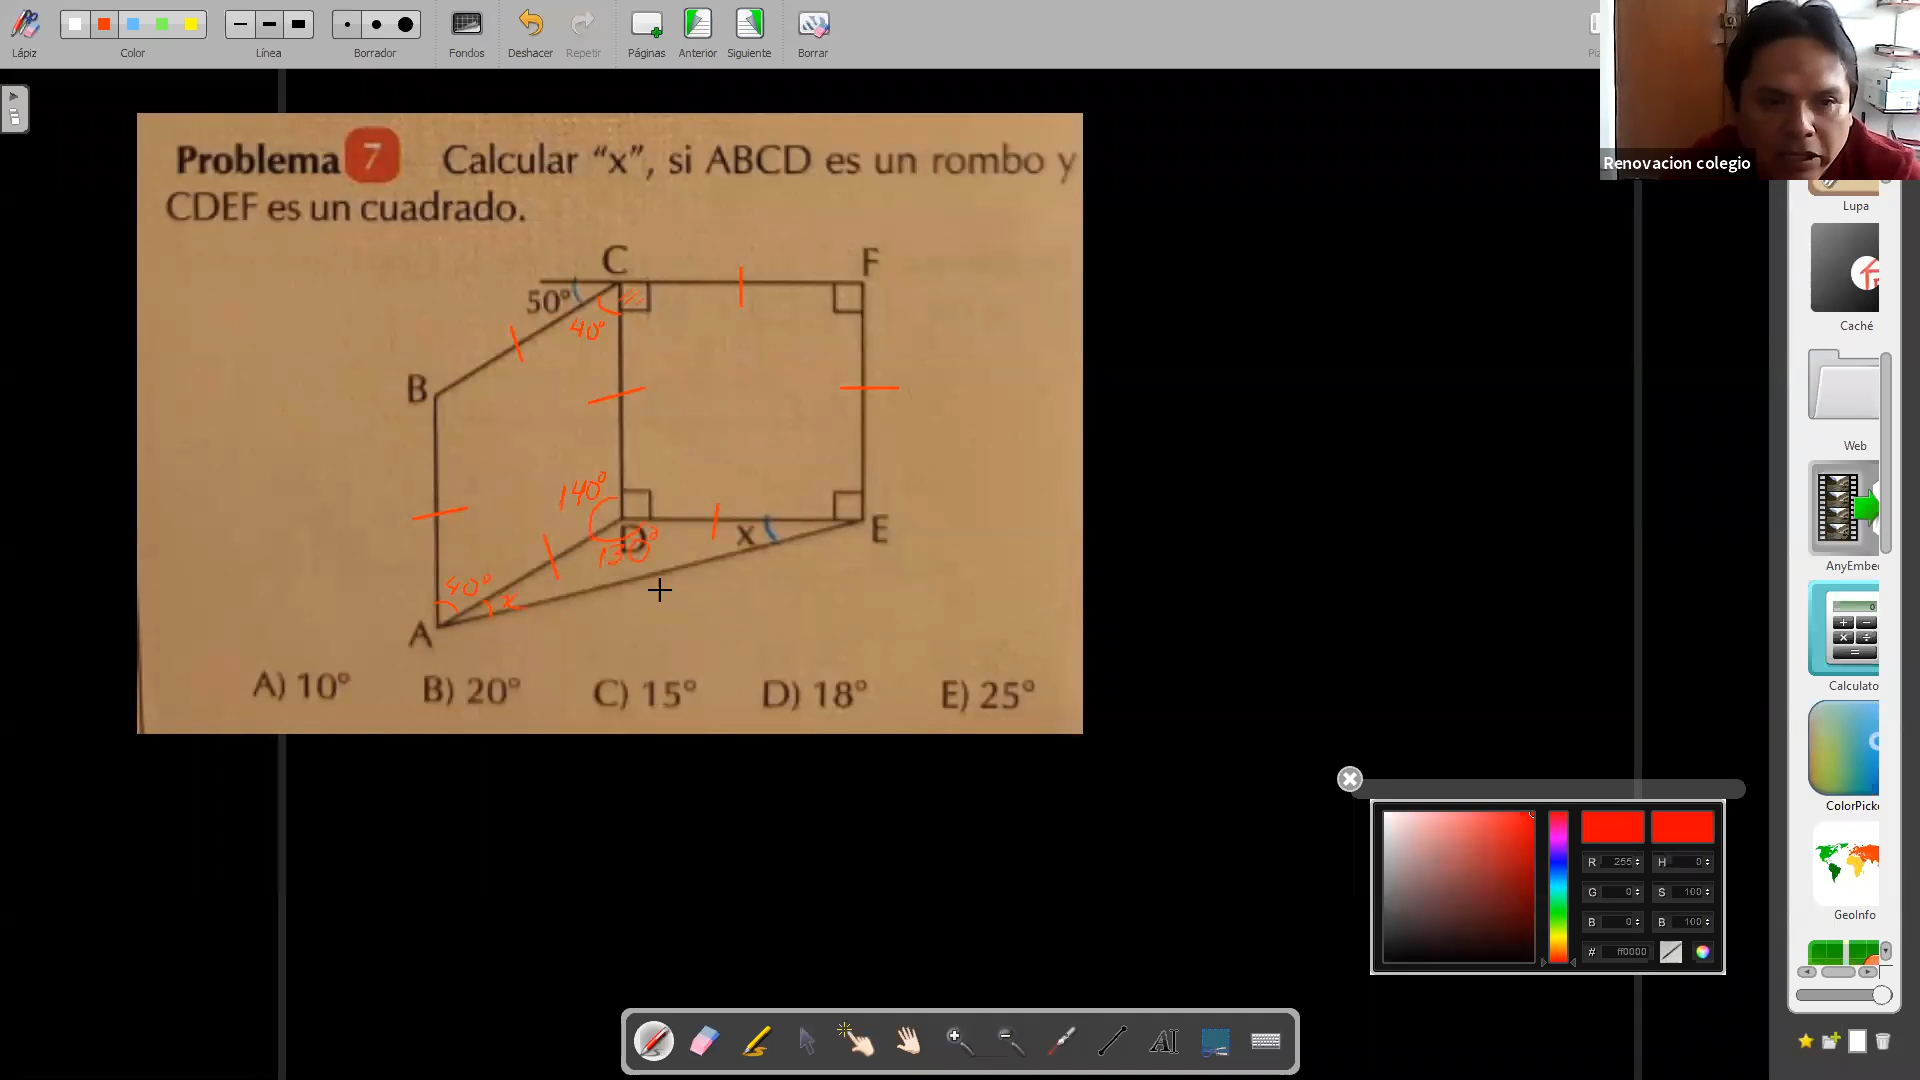 Lápiz
Color
Línea
Borrador
Fondos
Deshacer
Repetir
Páginas
Anterior
Siguiente
Borrar
Renovacion colegio
Problema 7 Calcular “x”, si ABCD es un rombo y
CDEF es un cuadrado.
C
F
50°
40°
B
140°
D
130°
x
E
40°
x
A
A) 10° B) 20° C) 15° D) 18° E) 25°
Lupa
Caché
Web
AnyEmbe
Calculato
ColorPick
GeoInfo
R 255 H 0
G 0 S 100
B 0 B 100
# ff0000